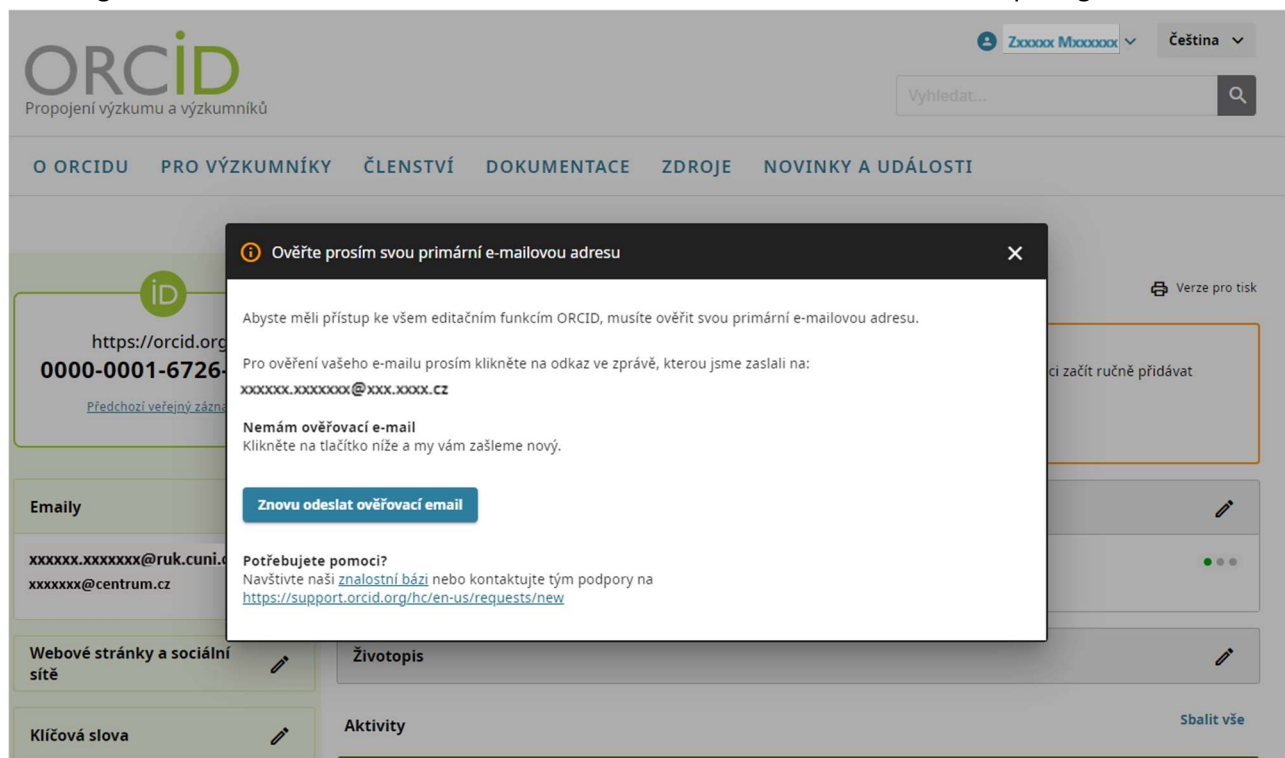 ORCiD
Propojení výzkumu a výzkumníků
Zxxxxx Mxxxxxx
Čeština
Vyhledat...
O ORCIDU PRO VÝZKUMNÍKY ČLENSTVÍ DOKUMENTACE ZDROJE NOVINKY A UDÁLOSTI
Ověřte prosím svou primární e-mailovou adresu
Verze pro tisk
iD
https://orcid.org
0000-0001-6726-
Předchozí veřejný
Abyste měli přístup ke všem editačním funkcím ORCID, musíte ověřit svou primární e-mailovou adresu.
Pro ověření vašeho e-mailu prosím klikněte na odkaz ve zprávě, kterou jsme zaslali na:
xxxxxx.xxxxxxx@xxx.xxxx.cz
ci začít ručně přidávat
Nemám ověřovací e-mail
Klikněte na tlačítko níže a my vám zašleme nový.
Znovu odeslat ověřovací email
Emaily
xxxxxx.xxxxxxx@ruk.cuni.
xxxxxxx@centrum.cz
Potřebujete pomoci?
Navštivte naši znalostní bázi nebo kontaktujte tým podpory na
https://support.orcid.org/hc/en-us/requests/new
Webové stránky a sociální
sítě
Životopis
Klíčová slova
Aktivity
Sbalit vše